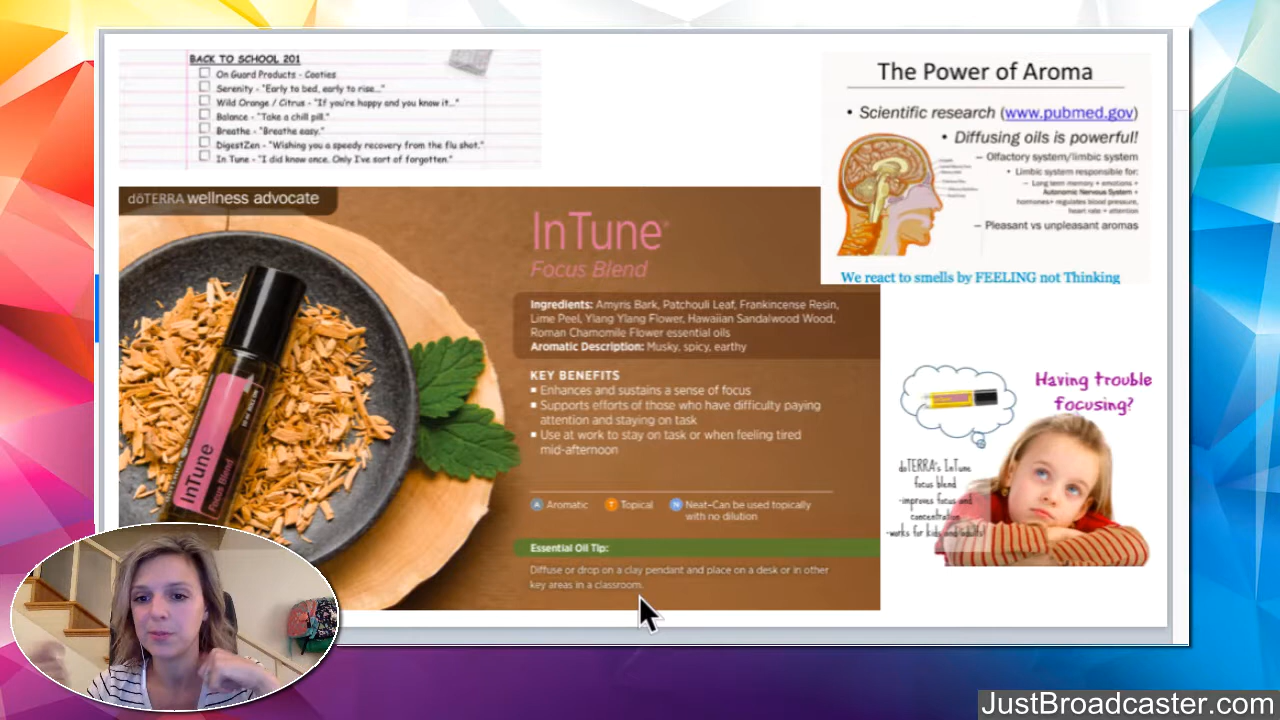 BACK TO SCHOOL 201
On Guard Products - Cooties
Serenity - "Early to bed, early to rise..."
Wild Orange / Citrus - "If you're happy and you know it..."
Balance - "Take a chill pill."
Breathe - "Breathe easy."
DigestZen - "Wishing you a speedy recovery from the flu shot."
In Tune - "I did know once, Only I've sort of forgotten."
The Power of Aroma
• Scientific research (www.pubmed.gov)
• Diffusing oils is powerful!
– Olfactory system/limbic system
• Limbic system responsible for:
– Long term memory + emotions +
Autonomic Nervous System +
hormones+ regulates blood pressure,
heart rate + attention
– Pleasant vs unpleasant aromas
We react to smells by FEELING not Thinking
dōTERRA wellness advocate
InTune®
Focus Blend
Ingredients: Amyris Bark, Patchouli Leaf, Frankincense Resin,
Lime Peel, Ylang Ylang Flower, Hawaiian Sandalwood Wood,
Roman Chamomile Flower essential oils
Aromatic Description: Musky, spicy, earthy
KEY BENEFITS
▪ Enhances and sustains a sense of focus
▪ Supports efforts of those who have difficulty paying
attention and staying on task
▪ Use at work to stay on task or when feeling tired
mid-afternoon
A Aromatic T Topical N Neat–Can be used topically
with no dilution
Essential Oil Tip:
Diffuse or drop on a clay pendant and place on a desk or in other
key areas in a classroom.
InTune
Focus Blend
Having trouble
focusing?
doTERRA's InTune
focus blend
-improves focus and
concentration
-works for kids and adults!
JustBroadcaster.com